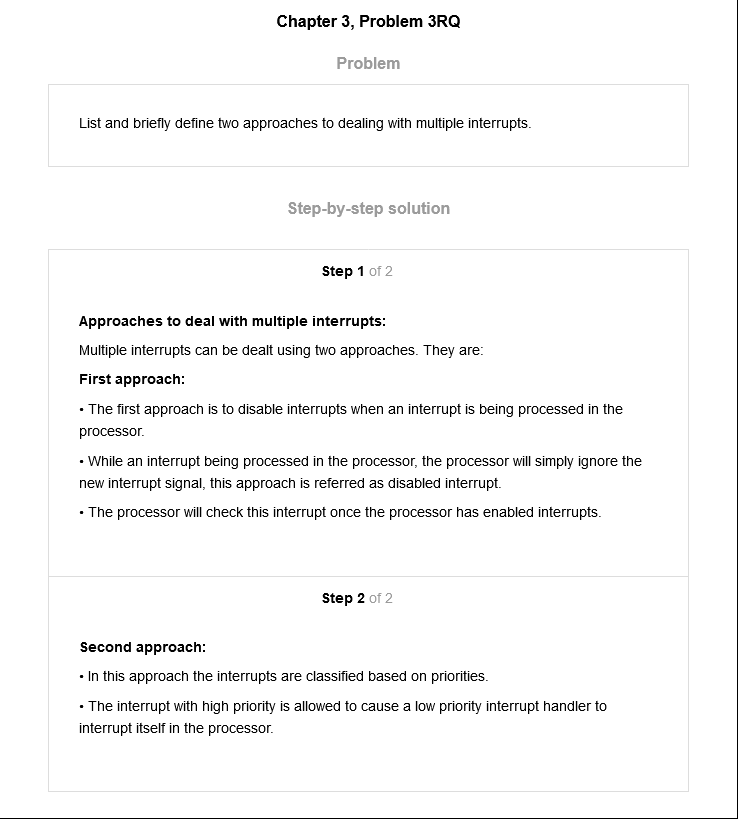 Chapter 3, Problem 3RQ
Problem
List and briefly define two approaches to dealing with multiple interrupts.
Step-by-step solution
Step 1 of 2
Approaches to deal with multiple interrupts:
Multiple interrupts can be dealt using two approaches. They are:
First approach:
• The first approach is to disable interrupts when an interrupt is being processed in the
processor.
• While an interrupt being processed in the processor, the processor will simply ignore the
new interrupt signal, this approach is referred as disabled interrupt.
• The processor will check this interrupt once the processor has enabled interrupts.
Step 2 of 2
Second approach:
• In this approach the interrupts are classified based on priorities.
• The interrupt with high priority is allowed to cause a low priority interrupt handler to
interrupt itself in the processor.